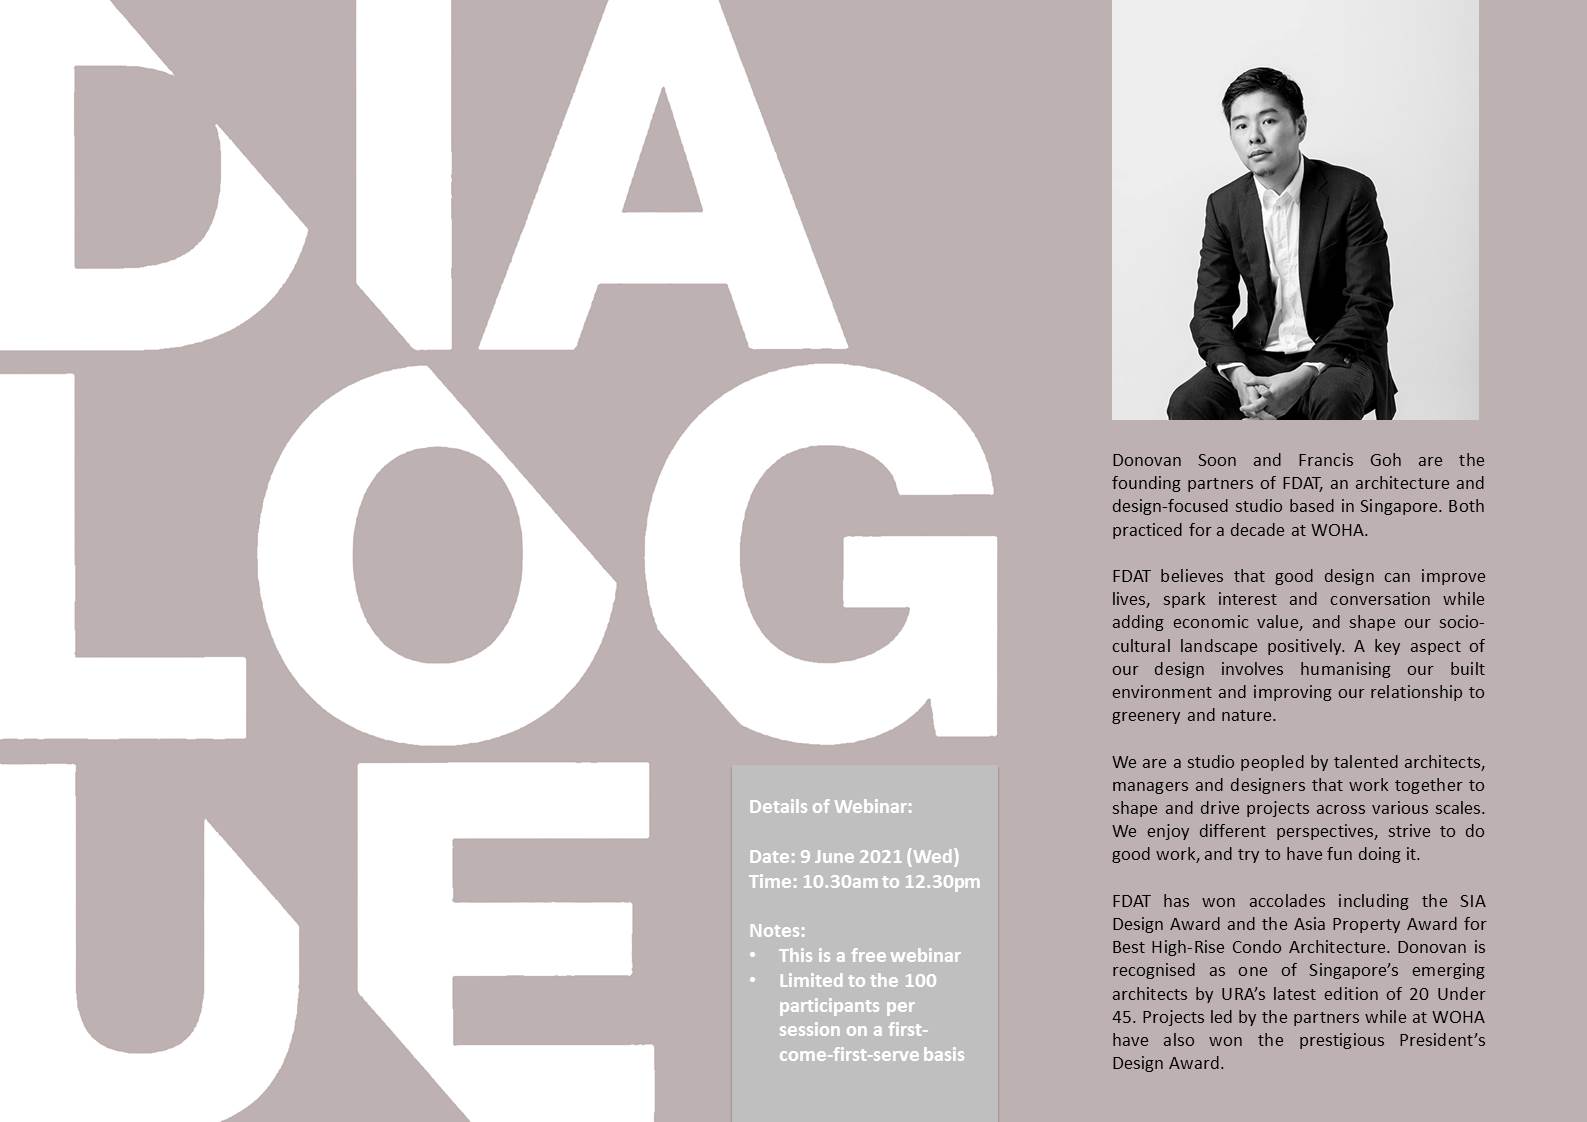 DIA
LOG
UE
Details of Webinar:
Date: 9 June 2021 (Wed)
Time: 10.30am to 12.30pm
Notes:
• This is a free webinar
• Limited to the 100
participants per
session on a first-
come-first-serve basis
Donovan Soon and Francis Goh are the
founding partners of FDAT, an architecture and
design-focused studio based in Singapore. Both
practiced for a decade at WOHA.
FDAT believes that good design can improve
lives, spark interest and conversation while
adding economic value, and shape our socio-
cultural landscape positively. A key aspect of
our design involves humanising our built
environment and improving our relationship to
greenery and nature.
We are a studio peopled by talented architects,
managers and designers that work together to
shape and drive projects across various scales.
We enjoy different perspectives, strive to do
good work, and try to have fun doing it.
FDAT has won accolades including the SIA
Design Award and the Asia Property Award for
Best High-Rise Condo Architecture. Donovan is
recognised as one of Singapore’s emerging
architects by URA’s latest edition of 20 Under
45. Projects led by the partners while at WOHA
have also won the prestigious President’s
Design Award.